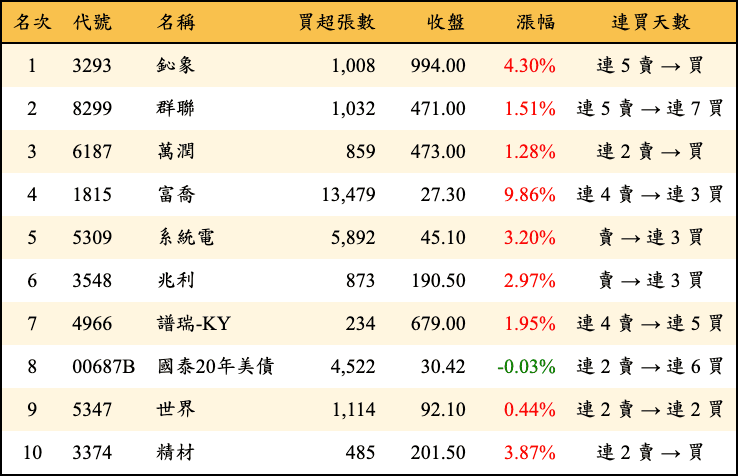 名次 代號 名稱 買超張數 收盤 漲幅 連買天數
1 3293 鈊象 1,008 994.00 4.30% 連 5 賣 → 買
2 8299 群聯 1,032 471.00 1.51% 連 5 賣 → 連 7 買
3 6187 萬潤 859 473.00 1.28% 連 2 賣 → 買
4 1815 富喬 13,479 27.30 9.86% 連 4 賣 → 連 3 買
5 5309 系統電 5,892 45.10 3.20% 賣 → 連 3 買
6 3548 兆利 873 190.50 2.97% 賣 → 連 3 買
7 4966 譜瑞-KY 234 679.00 1.95% 連 4 賣 → 連 5 買
8 00687B 國泰20年美債 4,522 30.42 -0.03% 連 2 賣 → 連 6 買
9 5347 世界 1,114 92.10 0.44% 連 2 賣 → 連 2 買
10 3374 精材 485 201.50 3.87% 連 2 賣 → 買